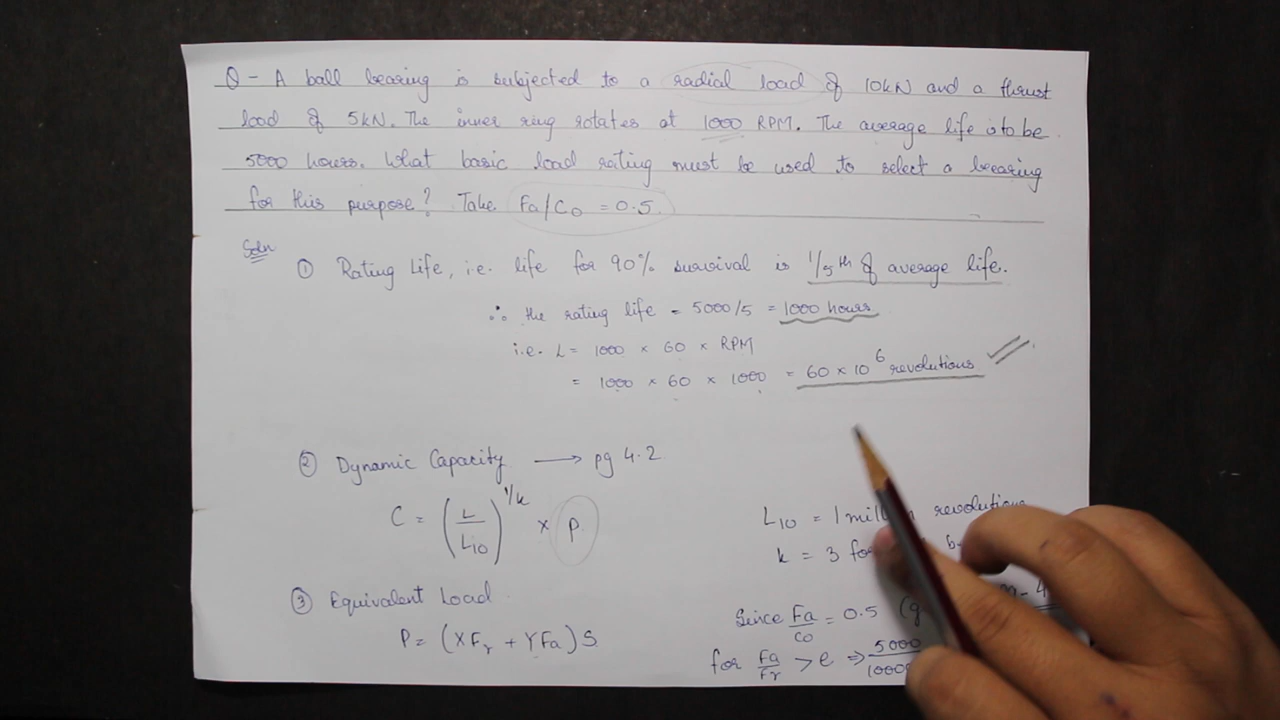 Q - A ball bearing is subjected to a radial load of 10kN and a thrust
load of 5kN. The inner ring rotates at 1000 RPM. The average life is to be
5000 hours. What basic load rating must be used to select a bearing
for this purpose? Take Fa/Co = 0.5.
Soln
① Rating Life, i.e. life for 90% survival is 1/5th of average life.
∴ the rating life = 5000/5 = 1000 hours
i.e. L = 1000 × 60 × RPM
= 1000 × 60 × 1000 = 60 × 10^6 revolutions
② Dynamic Capacity → pg 4.2
C = (L/L10)^1/k × P.
L10 = 1 mill revolutions
k = 3 for
③ Equivalent Load
P = (XFr + YFa) S
Since Fa/Co = 0.5
for Fa/Fr > e ⇒ 5000